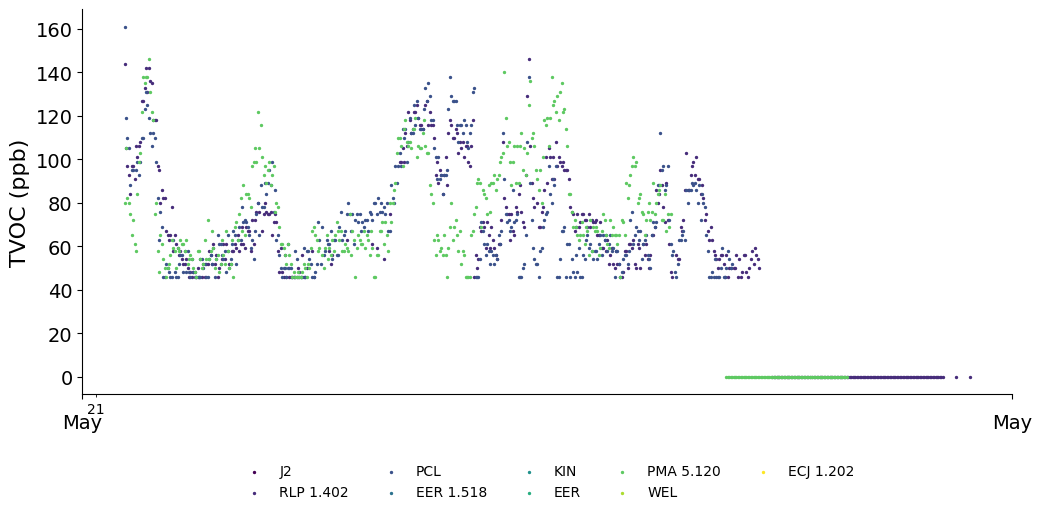 160
140
120
100
80
60
40
20
0
TVOC (ppb)
21
May May
J2 PCL KIN PMA 5.120 ECJ 1.202
RLP 1.402 EER 1.518 EER WEL